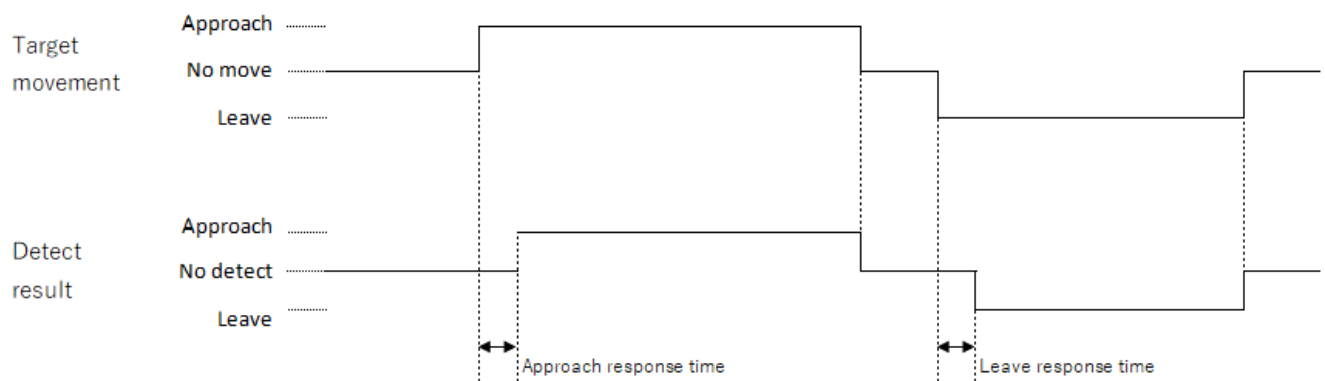 Target
movement
Approach
No move
Leave
Detect
result
Approach
No detect
Leave
Approach response time
Leave response time